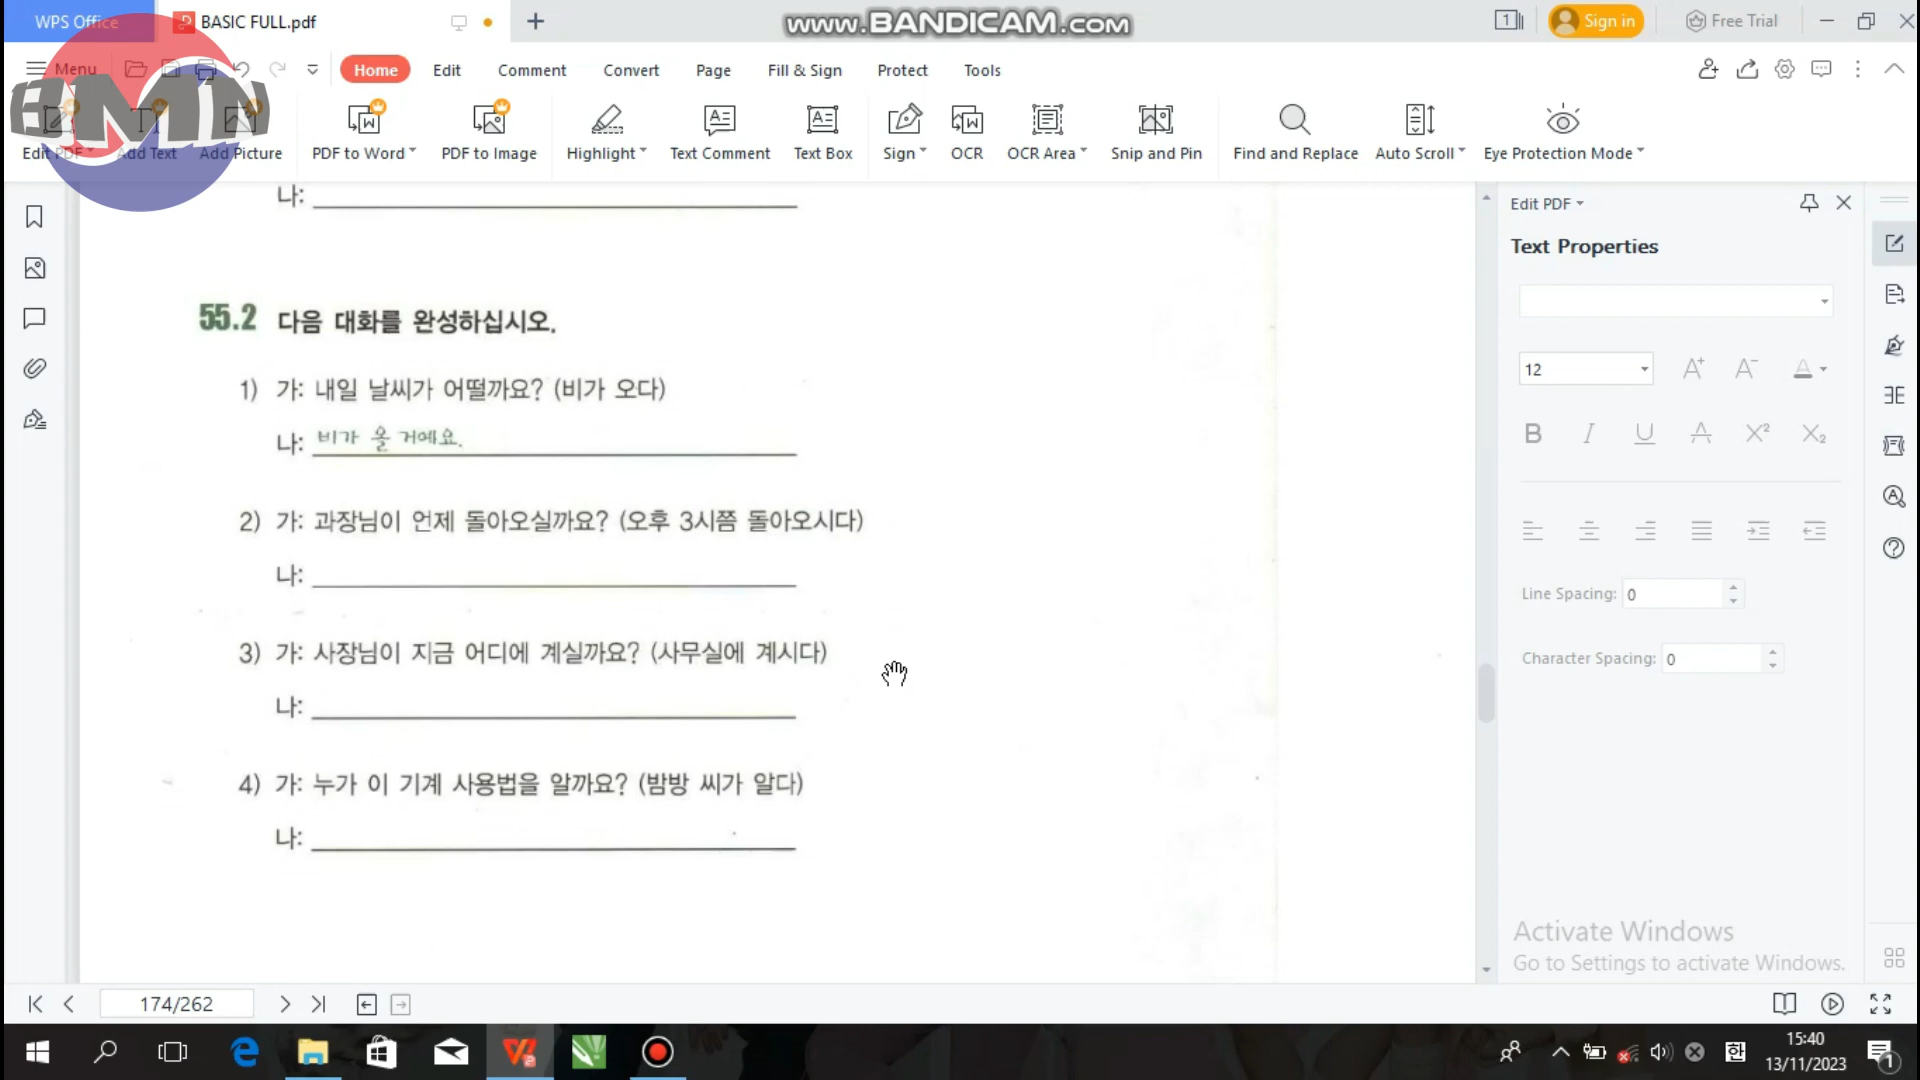 WPS Office
BASIC FULL.pdf
www.BANDICAM.com
1
Sign in
Free Trial
Menu
Home
Edit
Comment
Convert
Page
Fill & Sign
Protect
Tools
BMN
Edit PDF
Add Text
Add Picture
PDF to Word
PDF to Image
Highlight
Text Comment
Text Box
Sign
OCR
OCR Area
Snip and Pin
Find and Replace
Auto Scroll
Eye Protection Mode
나:
55.2 다음 대화를 완성하십시오.
1) 가: 내일 날씨가 어떨까요? (비가 오다)
나: 비가 올 거예요.
2) 가: 과장님이 언제 돌아오실까요? (오후 3시쯤 돌아오시다)
나:
3) 가: 사장님이 지금 어디에 계실까요? (사무실에 계시다)
나:
4) 가: 누가 이 기계 사용법을 알까요? (밤방 씨가 알다)
나:
Edit PDF
Text Properties
12
Line Spacing: 0
Character Spacing: 0
Activate Windows
Go to Settings to activate Windows.
174/262
한
15:40
13/11/2023
1